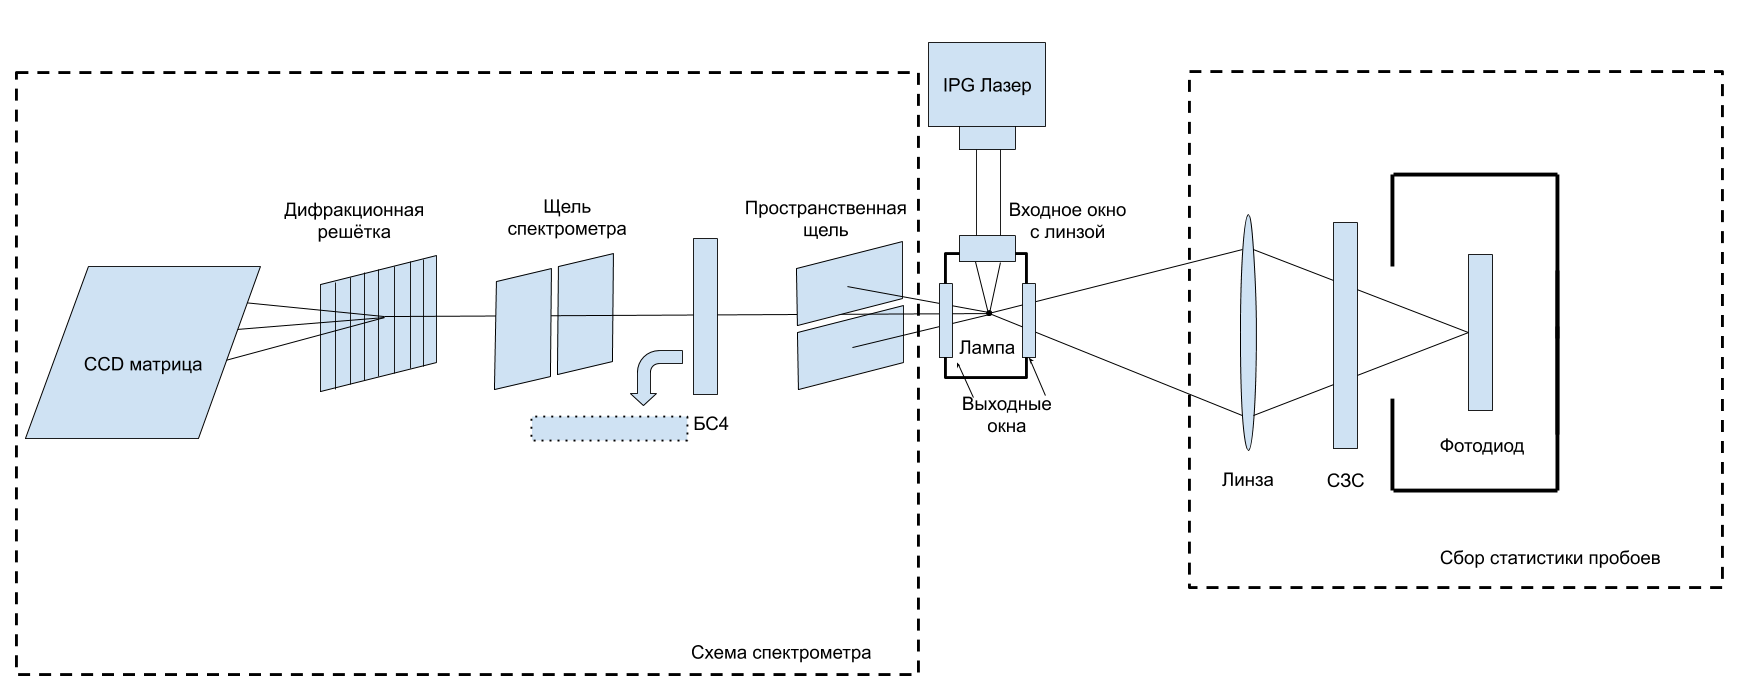 IPG Лазер
Дифракционная
решётка
Щель
спектрометра
Пространственная
щель
Входное окно
с линзой
CCD матрица
Лампа
Выходные
окна
БС4
Линза
СЗС
Фотодиод
Сбор статистики пробоев
Схема спектрометра